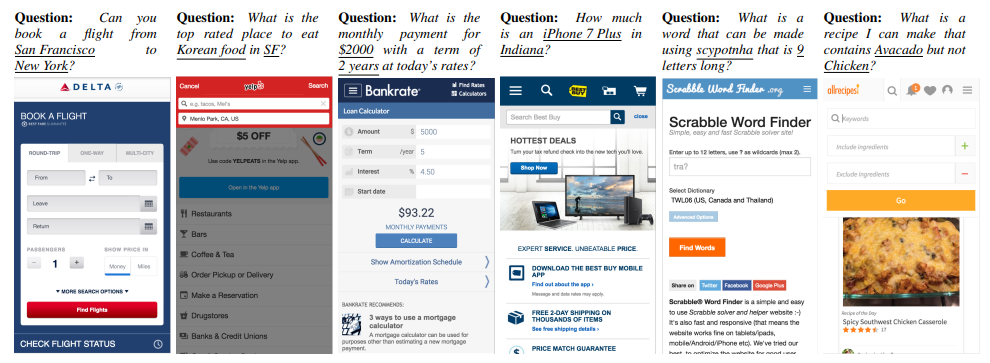 Question: Can you
book a flight from
San Francisco to
New York?
DELTA
BOOK A FLIGHT
ROUND-TRIP ONE-WAY MULTI-CITY
From To
Leave
Return
PASSENGERS SHOW PRICE IN
− 1 + Money Miles
MORE SEARCH OPTIONS
Find Flights
CHECK FLIGHT STATUS
Question: What is the
top rated place to eat
Korean food in SF?
Cancel yelp Search
e.g. tacos, Mel's
Menlo Park, CA, US
$5 OFF
Use code YELPEATS in the Yelp app.
Open in the Yelp app
Restaurants
Bars
Coffee & Tea
Order Pickup or Delivery
Make a Reservation
Drugstores
Banks & Credit Unions
Question: What is the
monthly payment for
$2000 with a term of
2 years at today's rates?
Bankrate Find Rates
Calculators
Loan Calculator
Amount $ 5000
Term /year 5
Interest % 4.50
Start date
$93.22
MONTHLY PAYMENTS
CALCULATE
Show Amortization Schedule
Today's Rates
BANKRATE RECOMMENDS:
3 ways to use a mortgage
calculator
A mortgage calculator can be used for
purposes other than estimating a new mortgage
payment.
Question: How much
is an iPhone 7 Plus in
Indiana?
BEST BUY
Search Best Buy close
HOTTEST DEALS
Turn your tax refund check into the new tech you'll love.
Shop Now
EXPERT SERVICE. UNBEATABLE PRICE.
DOWNLOAD THE BEST BUY MOBILE
APP
Find out about the app ›
Message and data rates may apply.
FREE 2-DAY SHIPPING ON
THOUSANDS OF ITEMS
See free shipping details ›
PRICE MATCH GUARANTEE
Question: What is a
word that can be made
using scypotnha that is 9
letters long?
Scrabble Word Finder .org
Scrabble Word Finder
Simple, easy and fast Scrabble solver site!
Enter up to 12 letters, use ? as wildcards (max 2).
tra?
Select Dictionary
TWL06 (US, Canada and Thailand)
Advanced Options
Find Words
Share on Twitter Facebook Google Plus
Scrabble® Word Finder is a simple and easy
to use Scrabble solver and helper website :-)
It's also fast and responsive (that means the
website works fine on tablets/ipads,
mobile/Android/iPhone etc). We've tried our
best, to optimize the website for good user
Question: What is a
recipe I can make that
contains Avacado but not
Chicken?
allrecipes!
1
Keywords
Include ingredients +
Exclude ingredients −
Go
Recipe of the Day
Spicy Southwest Chicken Casserole
17